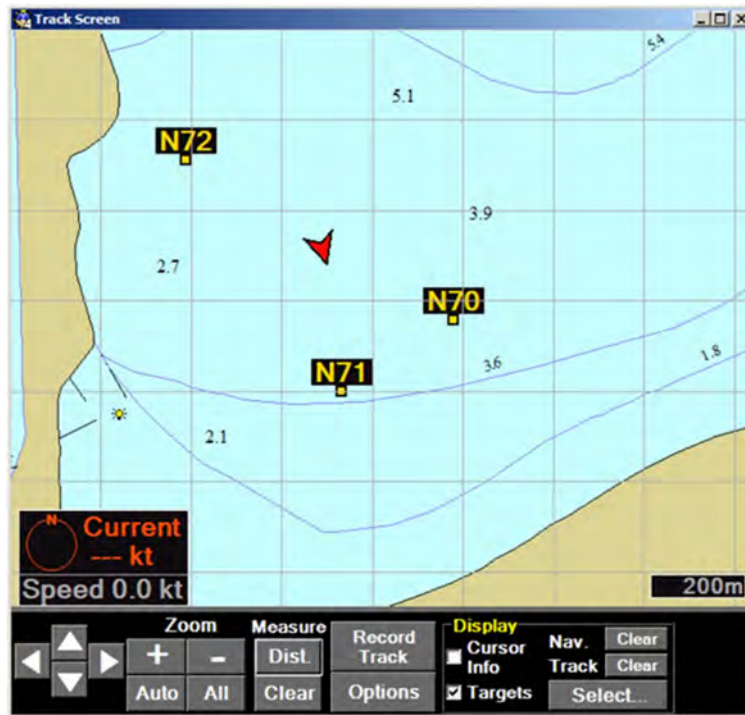 Track Screen
5.4
5.1
N72
3.9
2.7
N70
N71
3.6
1.8
2.1
N
Current
--- kt
Speed 0.0 kt
200m
Zoom
Measure
Display
+
-
Dist.
Record
Track
Cursor
Info
Nav.
Clear
Track
Clear
Auto
All
Clear
Options
Targets
Select...